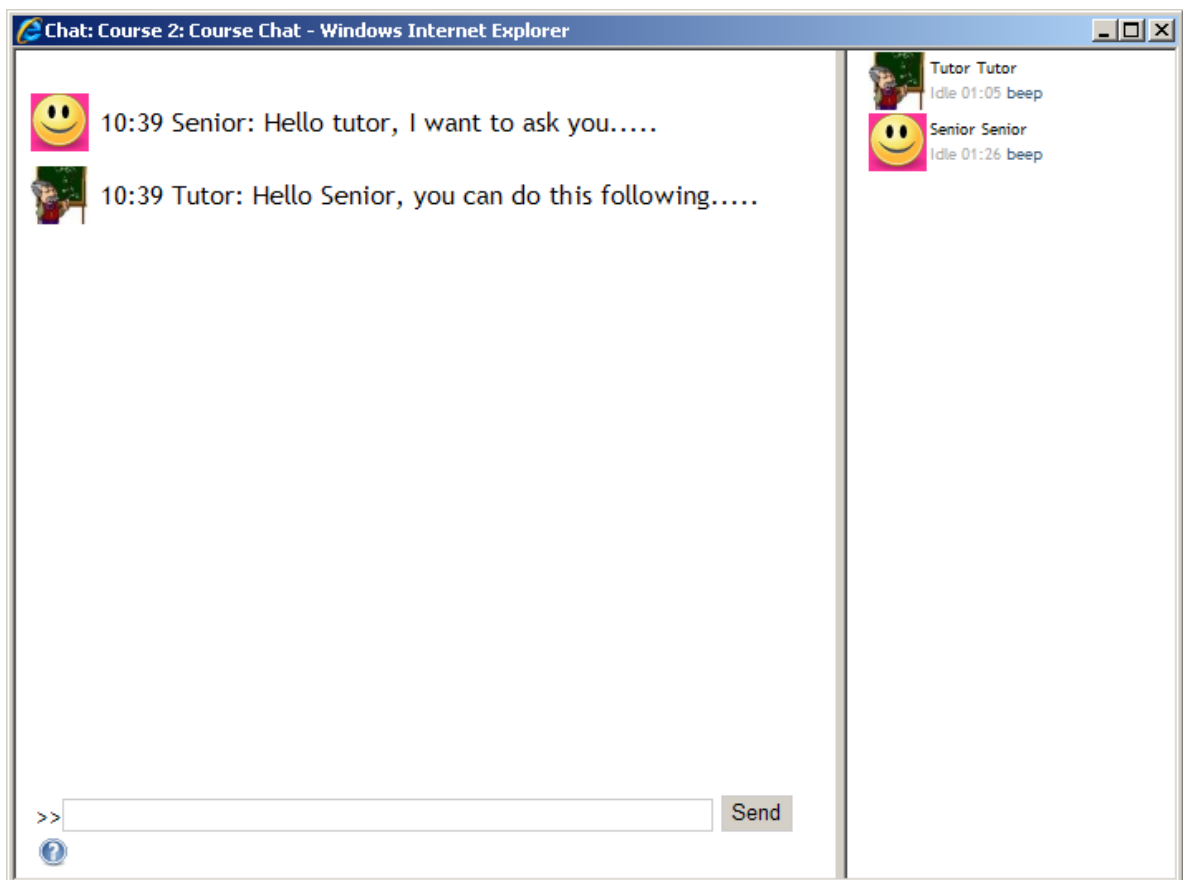 Chat: Course 2: Course Chat - Windows Internet Explorer
10:39 Senior: Hello tutor, I want to ask you.....
10:39 Tutor: Hello Senior, you can do this following.....
>>
Send
Tutor Tutor
Idle 01:05 beep
Senior Senior
Idle 01:26 beep